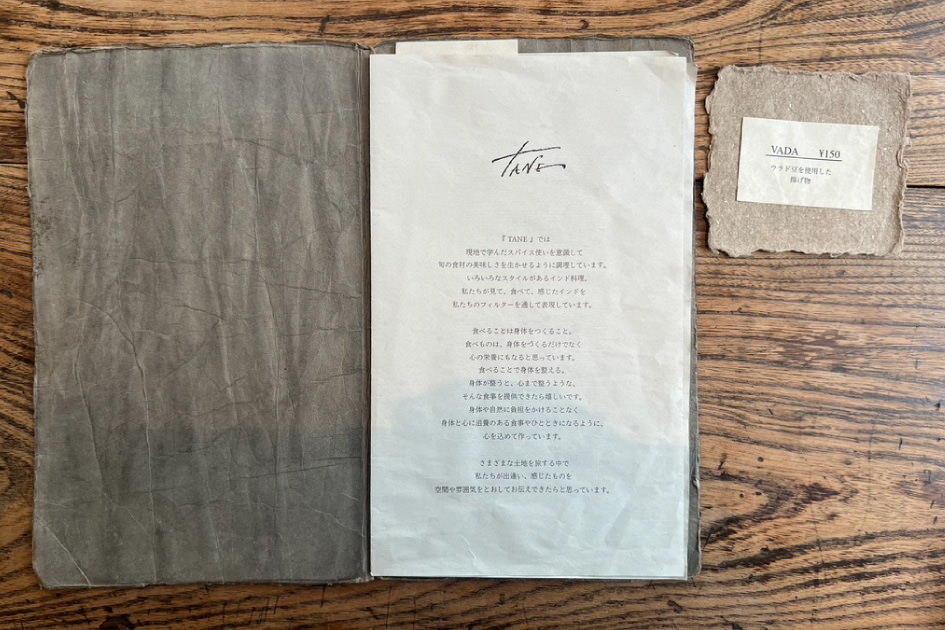 TANE
『 TANE 』では
現地で学んだスパイス使いを意識して
旬の食材の美味しさを生かせるように調理しています。
いろいろなスタイルがあるインド料理。
私たちが見て、食べて、感じたインドを
私たちのフィルターを通して表現しています。
食べることは身体をつくること。
食べものは、身体をつくるだけでなく
心の栄養にもなると思っています。
食べることで身体を整える。
身体が整うと、心まで整うような、
そんな食事を提供できたら嬉しいです。
身体や自然に負担をかけることなく
身体と心に滋養のある食事やひとときになるように、
心を込めて作っています。
さまざまな土地を旅する中で
私たちが出逢い、感じたものを
空間や雰囲気をとおしてお伝えできたらと思っています。
VADA ¥150
ウラド豆を使用した
揚げ物